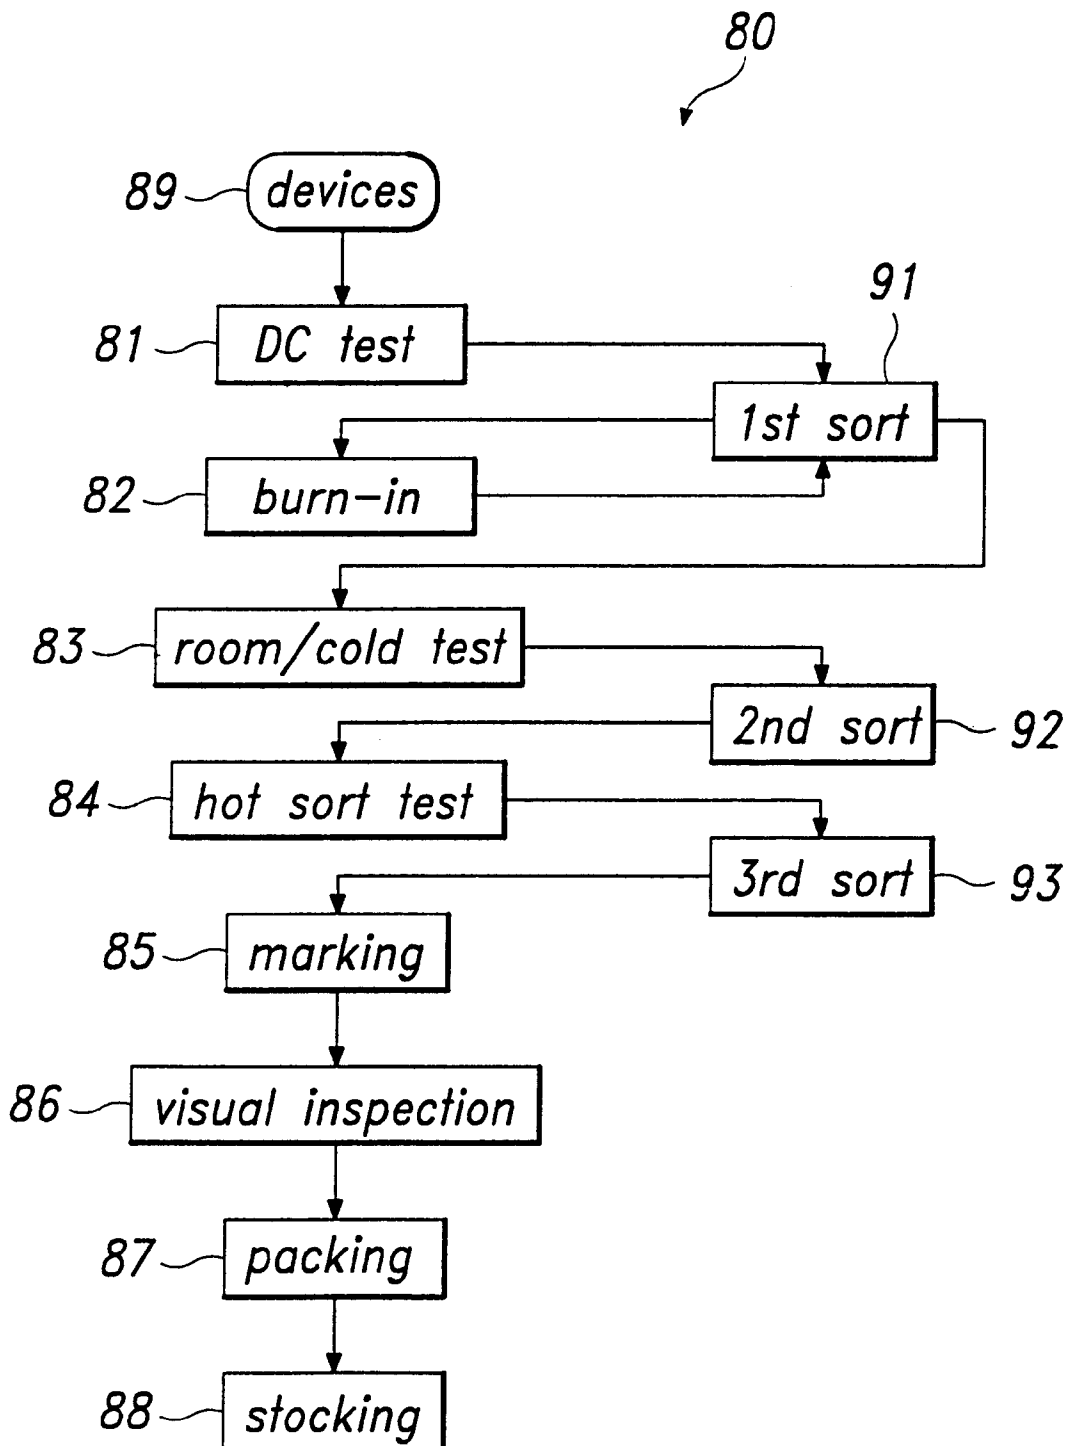 80
89 devices
91
81 DC test
1st sort
82 burn-in
83 room/cold test
2nd sort 92
84 hot sort test
3rd sort 93
85 marking
86 visual inspection
87 packing
88 stocking